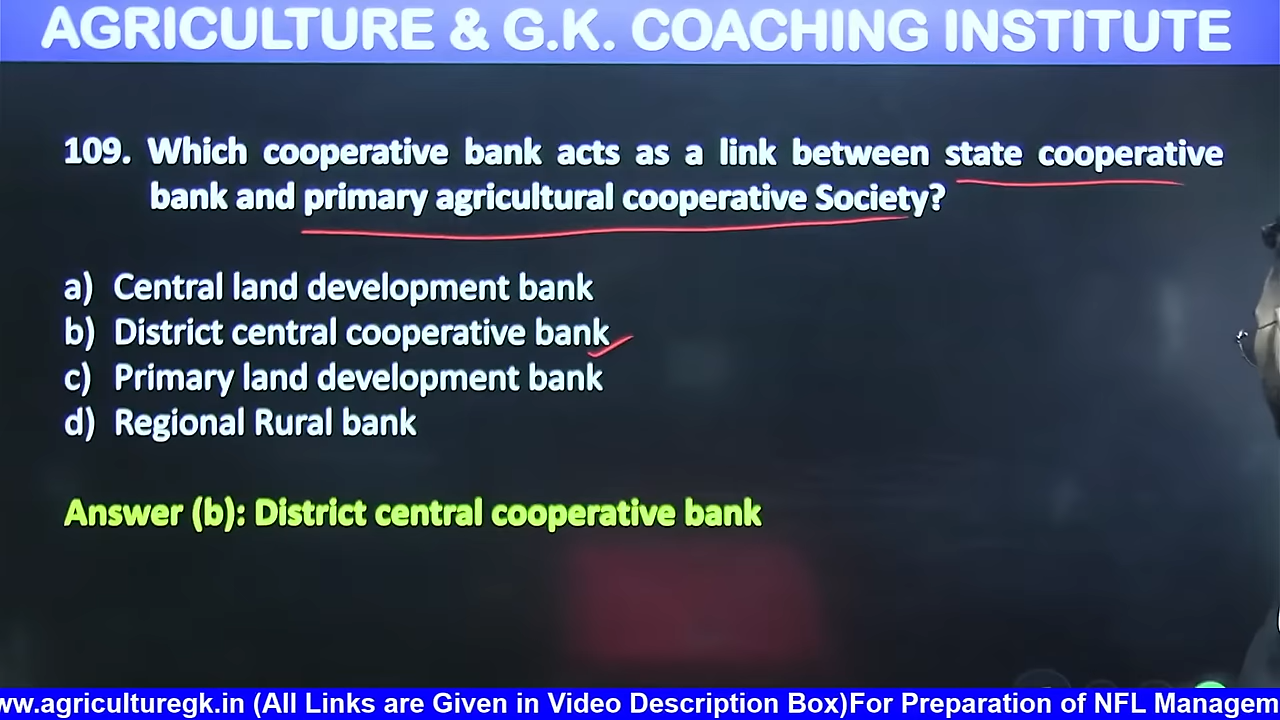 AGRICULTURE & G.K. COACHING INSTITUTE
109. Which cooperative bank acts as a link between state cooperative
bank and primary agricultural cooperative Society?
a) Central land development bank
b) District central cooperative bank
c) Primary land development bank
d) Regional Rural bank
Answer (b): District central cooperative bank
ww.agriculturegk.in (All Links are Given in Video Description Box)For Preparation of NFL Managem